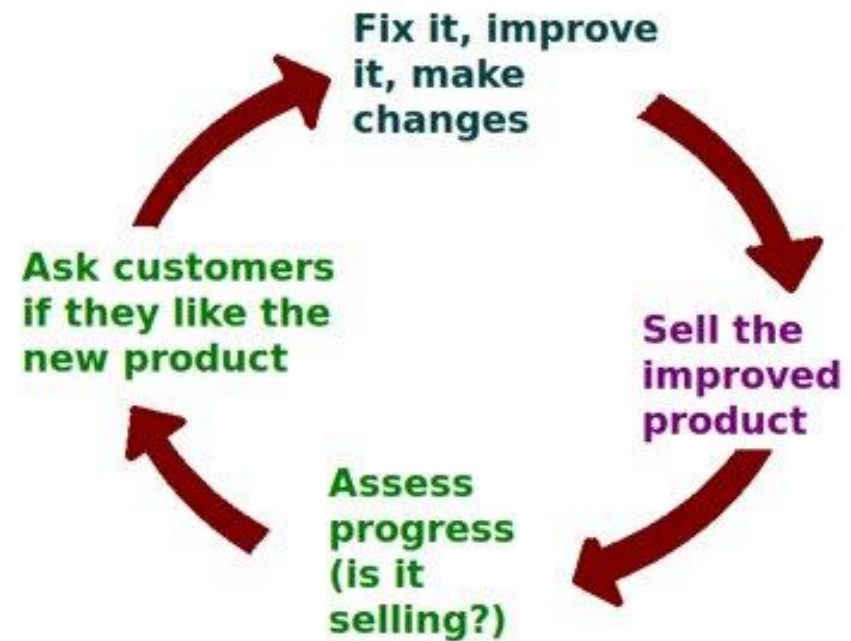 Fix it, improve
it, make
changes
Sell the
improved
product
Assess
progress
(is it
selling?)
Ask customers
if they like the
new product